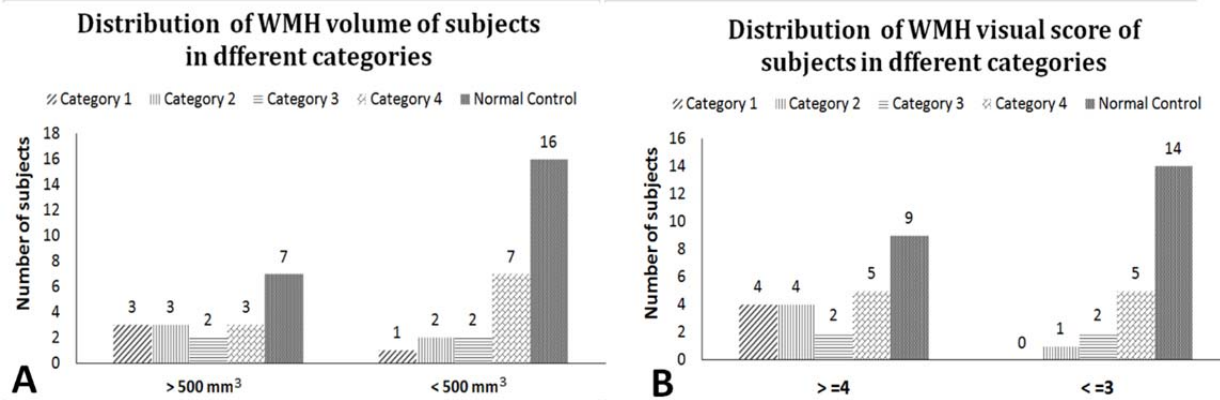 Distribution of WMH volume of subjects
in dfferent categories
Category 1 Category 2 Category 3 Category 4 Normal Control
Number of subjects
18
16
14
12
10
8
6
4
2
0
3 3 2 3 7
1 2 2 7 16
> 500 mm³ < 500 mm³
A
Distribution of WMH visual score of
subjects in dfferent categories
Category 1 Category 2 Category 3 Category 4 Normal Control
Number of subjects
16
14
12
10
8
6
4
2
0
4 4 2 5 9
0 1 2 5 14
> =4 < =3
B